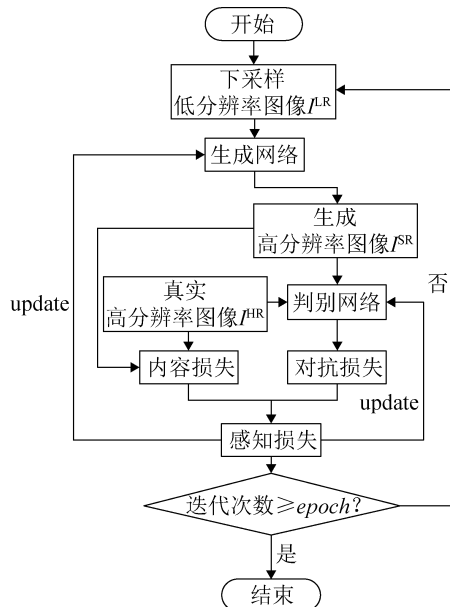 开始
下采样
低分辨率图像I^LR
生成网络
生成
高分辨率图像I^SR
否
update
真实
高分辨率图像I^HR
判别网络
内容损失
对抗损失
update
感知损失
迭代次数≥epoch?
是
结束